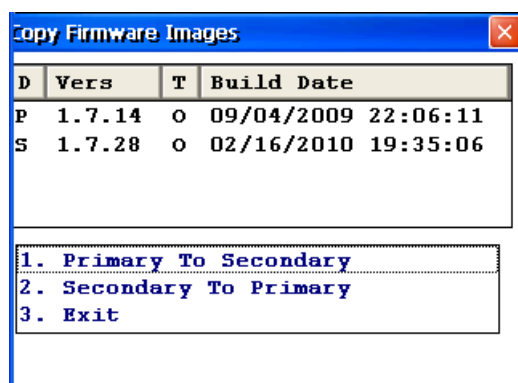 Copy Firmware Images
D Vers T Build Date
P 1.7.14 O 09/04/2009 22:06:11
S 1.7.28 O 02/16/2010 19:35:06
1. Primary To Secondary
2. Secondary To Primary
3. Exit